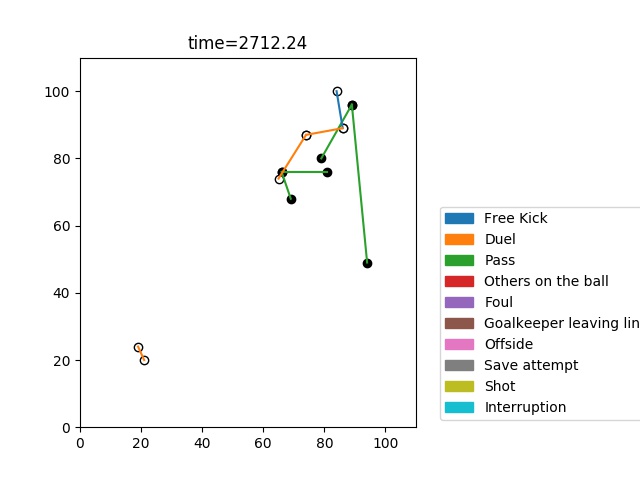 time=2712.24
100
80
60
40
20
0
0 20 40 60 80 100
Free Kick
Duel
Pass
Others on the ball
Foul
Goalkeeper leaving lin
Offside
Save attempt
Shot
Interruption